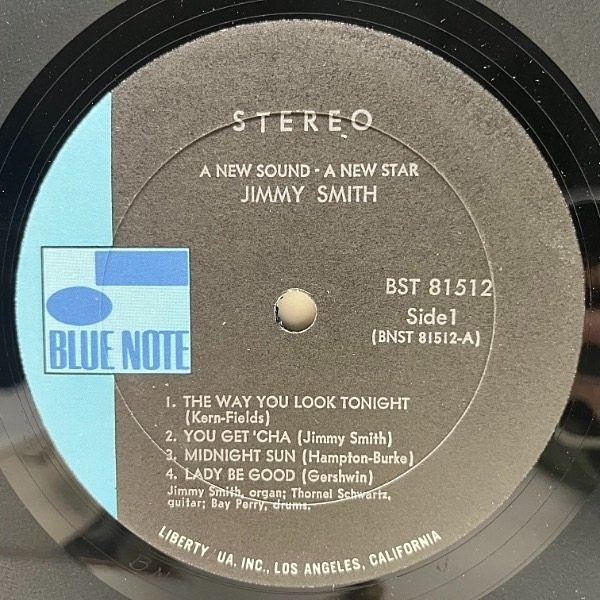 STEREO
A NEW SOUND - A NEW STAR
JIMMY SMITH
BST 81512
Side1
(BNST 81512-A)
BLUE NOTE
1. THE WAY YOU LOOK TONIGHT
(Kern-Fields)
2. YOU GET 'CHA (Jimmy Smith)
3. MIDNIGHT SUN (Hampton-Burke)
4. LADY BE GOOD (Gershwin)
Jimmy Smith, organ; Thornel Schwartz,
guitar; Bay Perry, drums.
LIBERTY/UA, INC., LOS ANGELES, CALIFORNIA